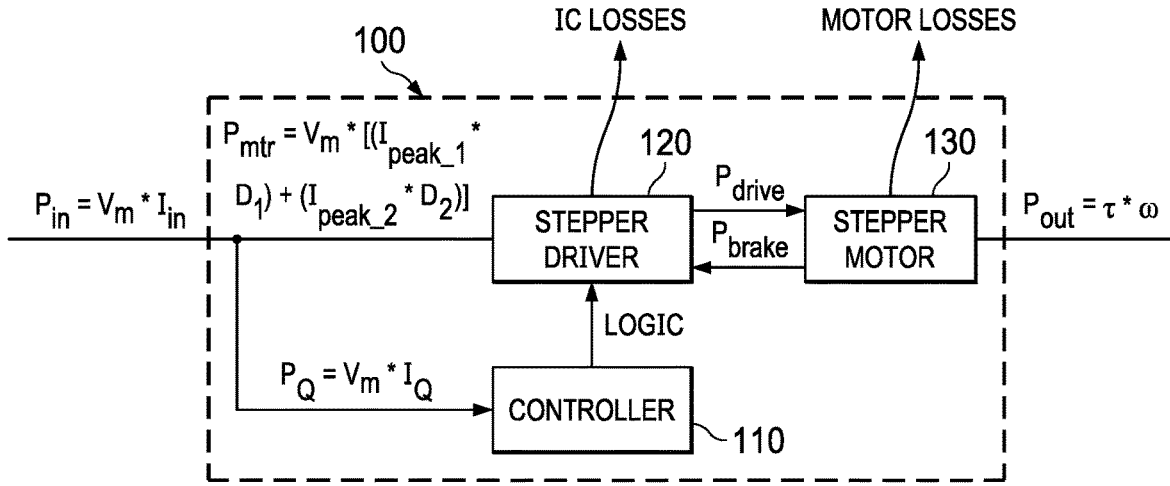 IC LOSSES
MOTOR LOSSES
100
P_mtr = V_m * [(I_peak_1 *
D_1) + (I_peak_2 * D_2)]
120
130
P_in = V_m * I_in
STEPPER
DRIVER
P_drive
P_brake
STEPPER
MOTOR
P_out = τ * ω
LOGIC
P_Q = V_m * I_Q
CONTROLLER
110